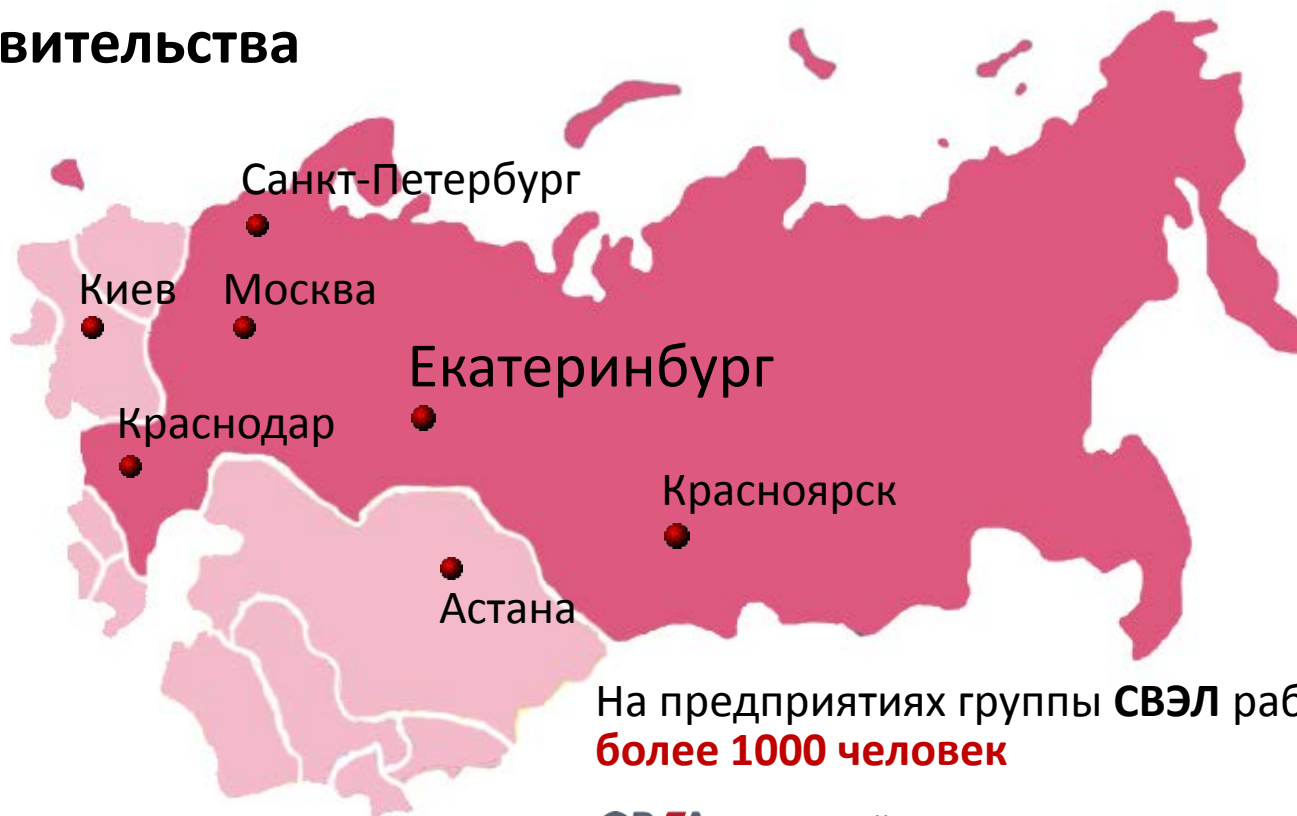 вительства
Санкт-Петербург
Киев Москва
Екатеринбург
Краснодар
Красноярск
Астана
На предприятиях группы СВЭЛ раб
более 1000 человек